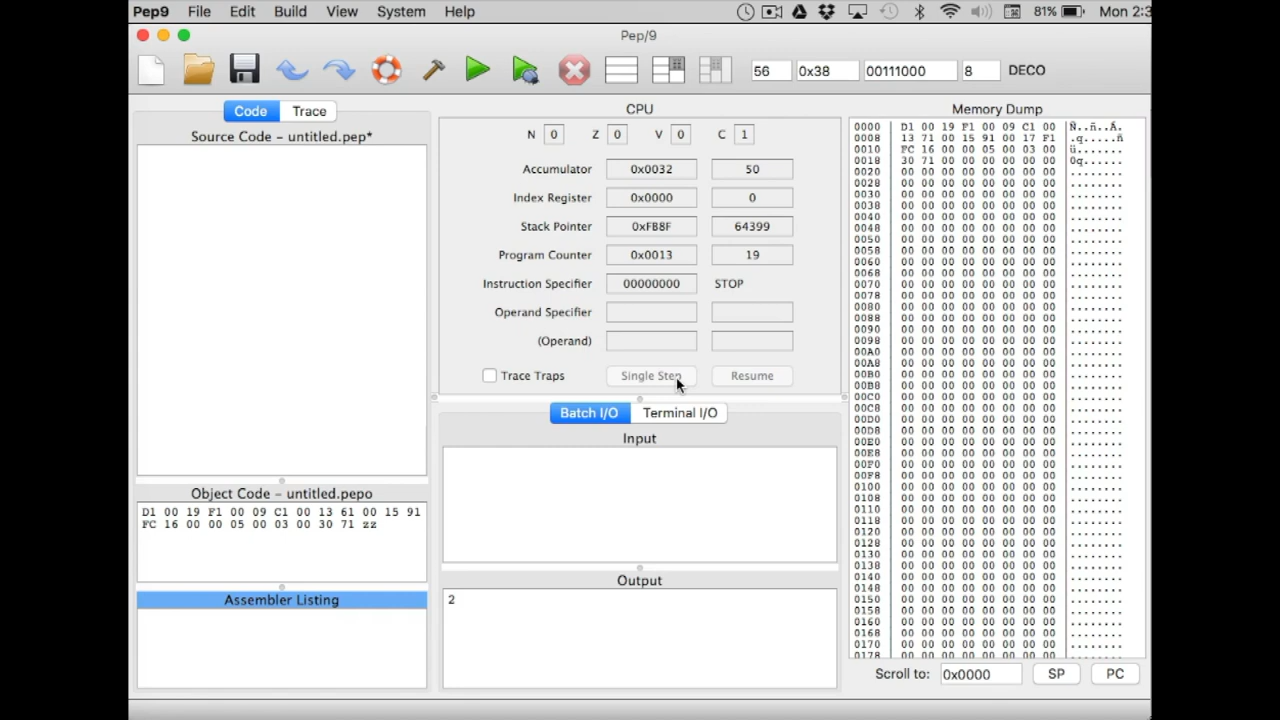 Pep9 File Edit Build View System Help 81% Mon 2:3
Pep/9
56 0x38 00111000 8 DECO
Code Trace
Source Code – untitled.pep*
Object Code – untitled.pepo
D1 00 19 F1 00 09 C1 00 13 61 00 15 91
FC 16 00 00 05 00 03 00 30 71 zz
Assembler Listing
CPU
N 0 Z 0 V 0 C 1
Accumulator 0x0032 50
Index Register 0x0000 0
Stack Pointer 0xFB8F 64399
Program Counter 0x0013 19
Instruction Specifier 00000000 STOP
Operand Specifier
(Operand)
Trace Traps Single Step Resume
Batch I/O Terminal I/O
Input
Output
2
Memory Dump
0000 D1 00 19 F1 00 09 C1 00 Ñ..ñ..Á.
0008 13 71 00 15 91 00 17 F1 .q.....ñ
0010 FC 16 00 00 05 00 03 00 ü.......
0018 30 71 00 00 00 00 00 00 0q......
0020 00 00 00 00 00 00 00 00 ........
0028 00 00 00 00 00 00 00 00 ........
0030 00 00 00 00 00 00 00 00 ........
0038 00 00 00 00 00 00 00 00 ........
0040 00 00 00 00 00 00 00 00 ........
0048 00 00 00 00 00 00 00 00 ........
0050 00 00 00 00 00 00 00 00 ........
0058 00 00 00 00 00 00 00 00 ........
0060 00 00 00 00 00 00 00 00 ........
0068 00 00 00 00 00 00 00 00 ........
0070 00 00 00 00 00 00 00 00 ........
0078 00 00 00 00 00 00 00 00 ........
0080 00 00 00 00 00 00 00 00 ........
0088 00 00 00 00 00 00 00 00 ........
0090 00 00 00 00 00 00 00 00 ........
0098 00 00 00 00 00 00 00 00 ........
00A0 00 00 00 00 00 00 00 00 ........
00A8 00 00 00 00 00 00 00 00 ........
00B0 00 00 00 00 00 00 00 00 ........
00B8 00 00 00 00 00 00 00 00 ........
00C0 00 00 00 00 00 00 00 00 ........
00C8 00 00 00 00 00 00 00 00 ........
00D0 00 00 00 00 00 00 00 00 ........
00D8 00 00 00 00 00 00 00 00 ........
00E0 00 00 00 00 00 00 00 00 ........
00E8 00 00 00 00 00 00 00 00 ........
00F0 00 00 00 00 00 00 00 00 ........
00F8 00 00 00 00 00 00 00 00 ........
0100 00 00 00 00 00 00 00 00 ........
0108 00 00 00 00 00 00 00 00 ........
0110 00 00 00 00 00 00 00 00 ........
0118 00 00 00 00 00 00 00 00 ........
0120 00 00 00 00 00 00 00 00 ........
0128 00 00 00 00 00 00 00 00 ........
0130 00 00 00 00 00 00 00 00 ........
0138 00 00 00 00 00 00 00 00 ........
0140 00 00 00 00 00 00 00 00 ........
0148 00 00 00 00 00 00 00 00 ........
0150 00 00 00 00 00 00 00 00 ........
0158 00 00 00 00 00 00 00 00 ........
0160 00 00 00 00 00 00 00 00 ........
0168 00 00 00 00 00 00 00 00 ........
0170 00 00 00 00 00 00 00 00 ........
0178 00 00 00 00 00 00 00 00 ........
Scroll to: 0x0000 SP PC